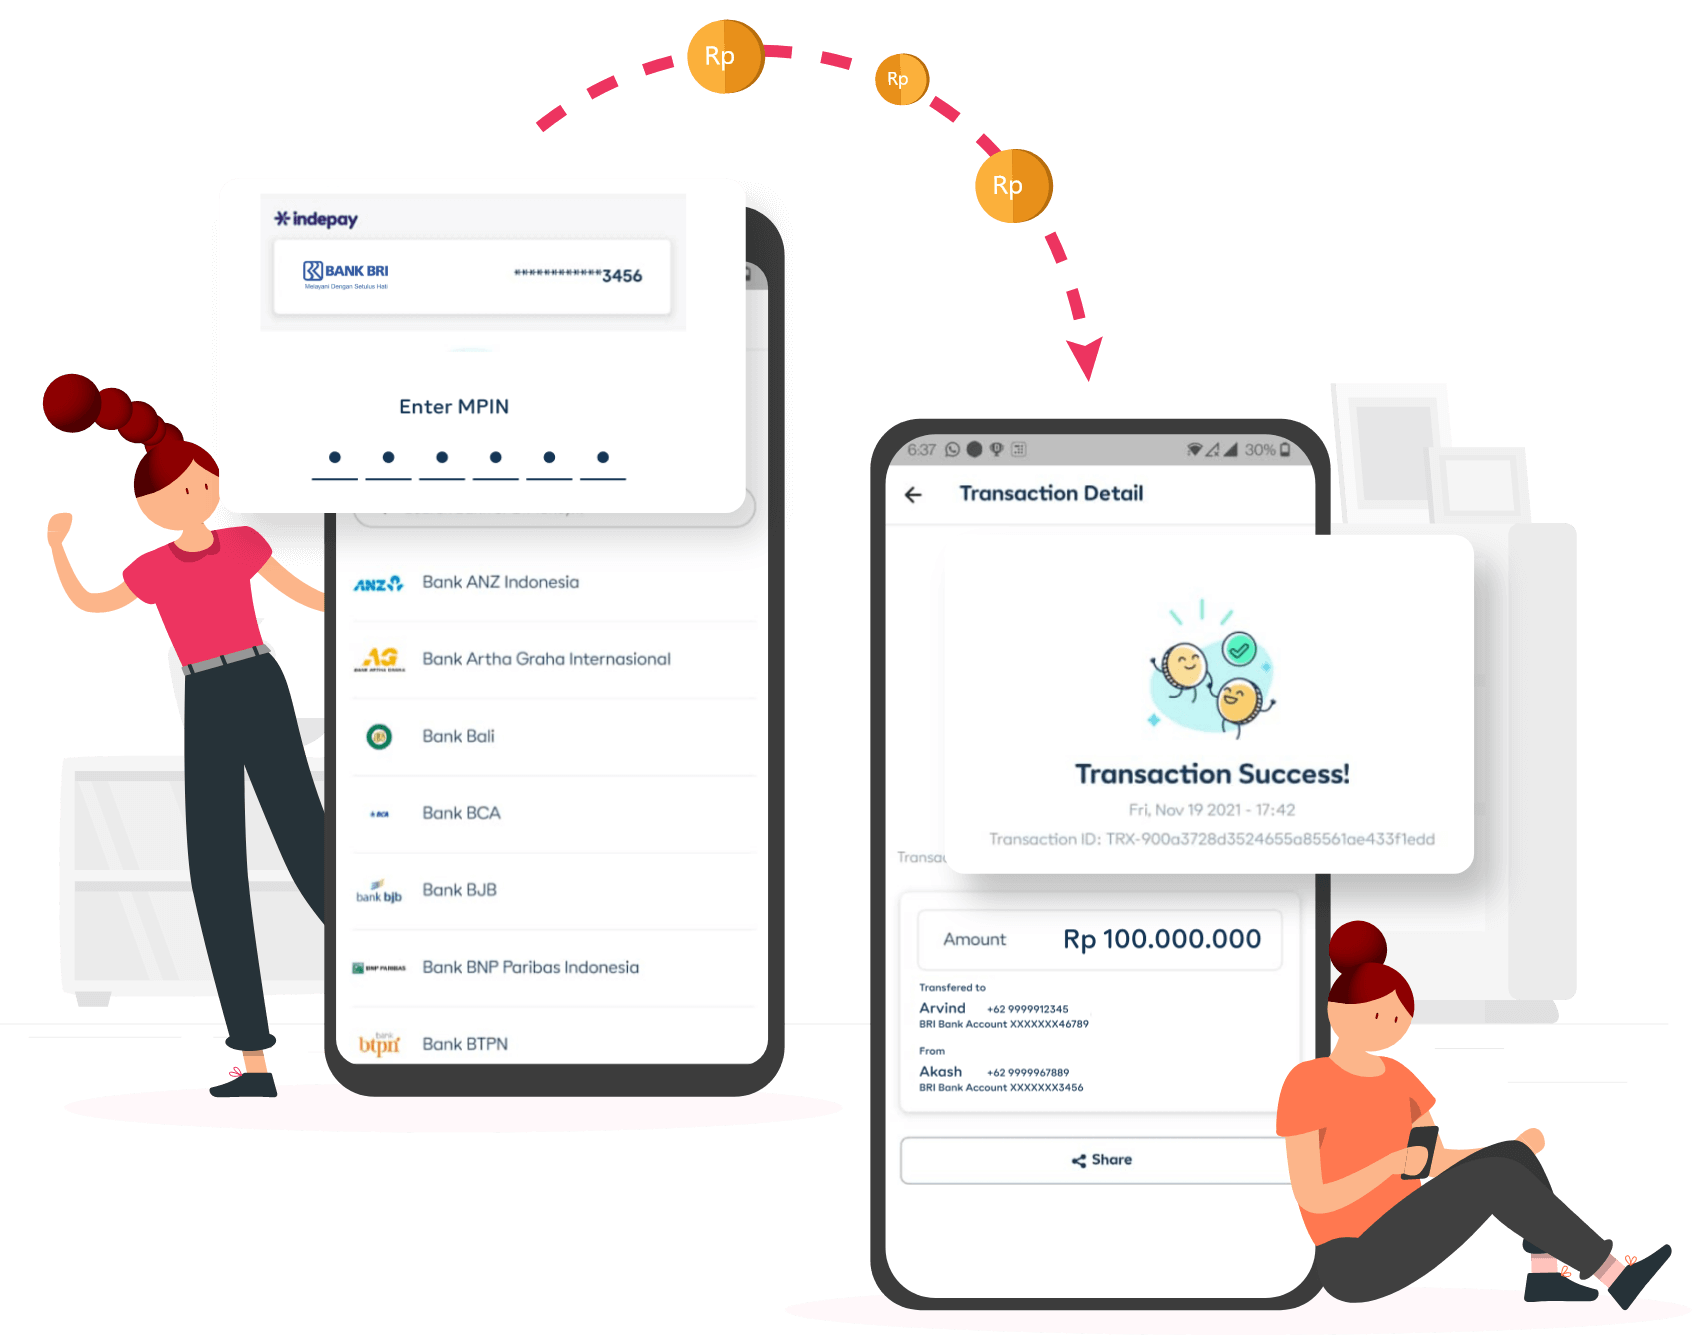 Rp
Rp
Rp
indepay
BANK BRI
Melayani Dengan Setulus Hati
************3456
Enter MPIN
ANZ
Bank ANZ Indonesia
AG
BANK ARTHA GRAHA
Bank Artha Graha Internasional
Bank Bali
BCA
Bank BCA
bank bjb
Bank BJB
BNP PARIBAS
Bank BNP Paribas Indonesia
bank
btpn
Bank BTPN
6:37
30%
Transaction Detail
Transaction Success!
Fri, Nov 19 2021 - 17:42
Transaction ID: TRX-900a3728d3524655a85561ae433f1edd
Transac
Amount
Rp 100.000.000
Transfered to
Arvind +62 9999912345
BRI Bank Account XXXXXXX46789
From
Akash +62 9999967889
BRI Bank Account XXXXXXX3456
Share